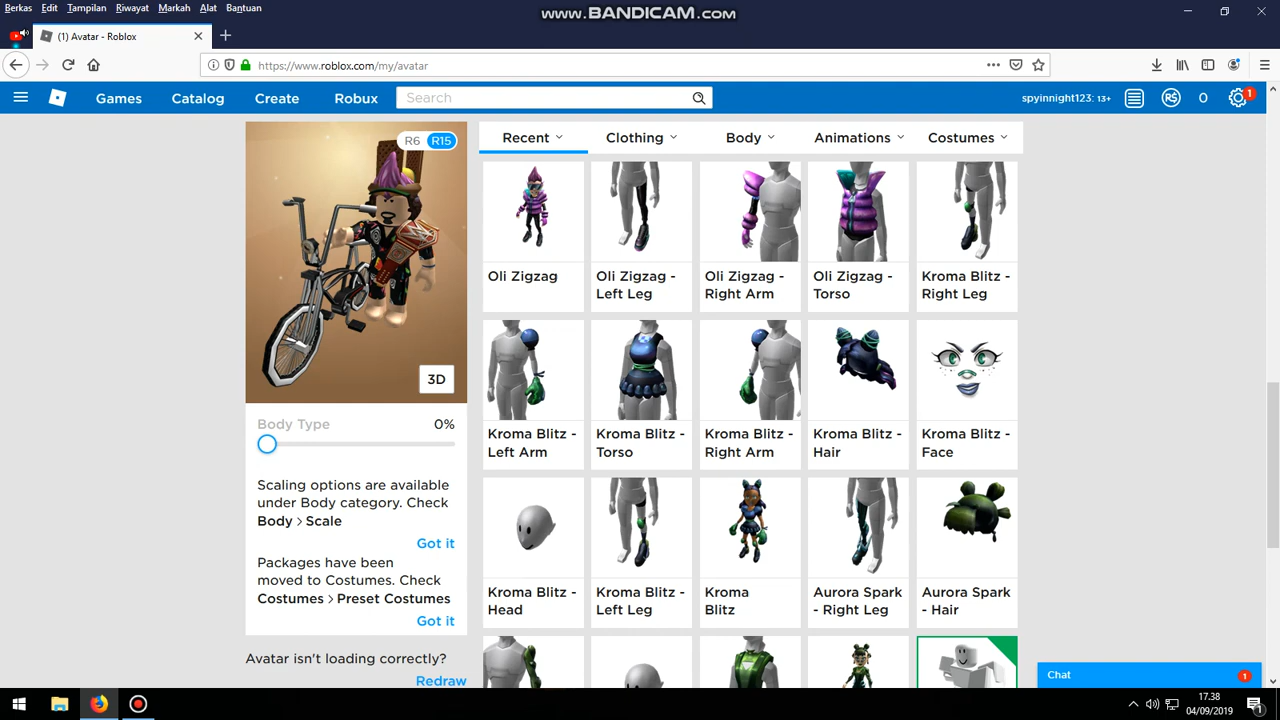 Berkas Edit Tampilan Riwayat Markah Alat Bantuan
www.BANDICAM.com
(1) Avatar - Roblox
https://www.roblox.com/my/avatar
Games Catalog Create Robux Search spyinnight123: 13+ 0 1
R6 R15
Recent Clothing Body Animations Costumes
Oli Zigzag
Oli Zigzag -
Left Leg
Oli Zigzag -
Right Arm
Oli Zigzag -
Torso
Kroma Blitz -
Right Leg
3D
Body Type 0%
Kroma Blitz -
Left Arm
Kroma Blitz -
Torso
Kroma Blitz -
Right Arm
Kroma Blitz -
Hair
Kroma Blitz -
Face
Scaling options are available
under Body category. Check
Body > Scale
Got it
Packages have been
moved to Costumes. Check
Costumes > Preset Costumes
Got it
Kroma Blitz -
Head
Kroma Blitz -
Left Leg
Kroma
Blitz
Aurora Spark
- Right Leg
Aurora Spark
- Hair
Avatar isn't loading correctly?
Redraw
Chat 1
17.38
04/09/2019
1